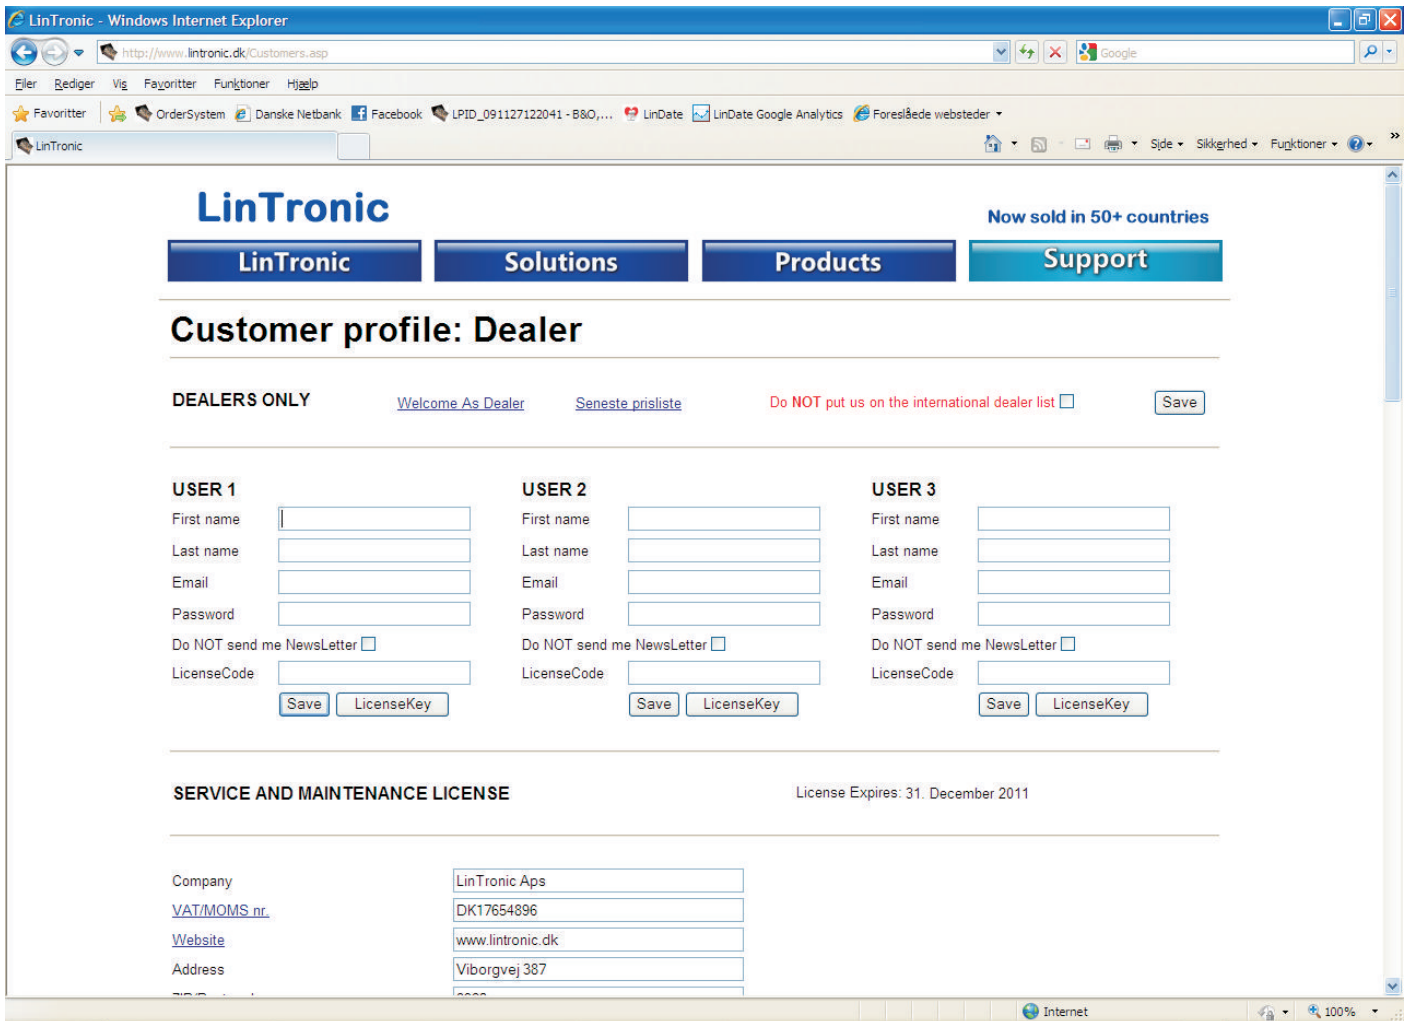 LinTronic - Windows Internet Explorer
http://www.lintronic.dk/Customers.asp
Google
Filer Rediger Vis Favoritter Funktioner Hjælp
Favoritter OrderSystem Danske Netbank Facebook LPID_091127122041 - B&O,... LinDate LinDate Google Analytics Foreslåede websteder
LinTronic
Side Sikkerhed Funktioner »
LinTronic
Now sold in 50+ countries
LinTronic Solutions Products Support
Customer profile: Dealer
DEALERS ONLY Welcome As Dealer Seneste prisliste Do NOT put us on the international dealer list Save
USER 1 USER 2 USER 3
First name First name First name
Last name Last name Last name
Email Email Email
Password Password Password
Do NOT send me NewsLetter Do NOT send me NewsLetter Do NOT send me NewsLetter
LicenseCode LicenseCode LicenseCode
Save LicenseKey Save LicenseKey Save LicenseKey
SERVICE AND MAINTENANCE LICENSE License Expires: 31. December 2011
Company LinTronic Aps
VAT/MOMS nr. DK17654896
Website www.lintronic.dk
Address Viborgvej 387
Internet 100%